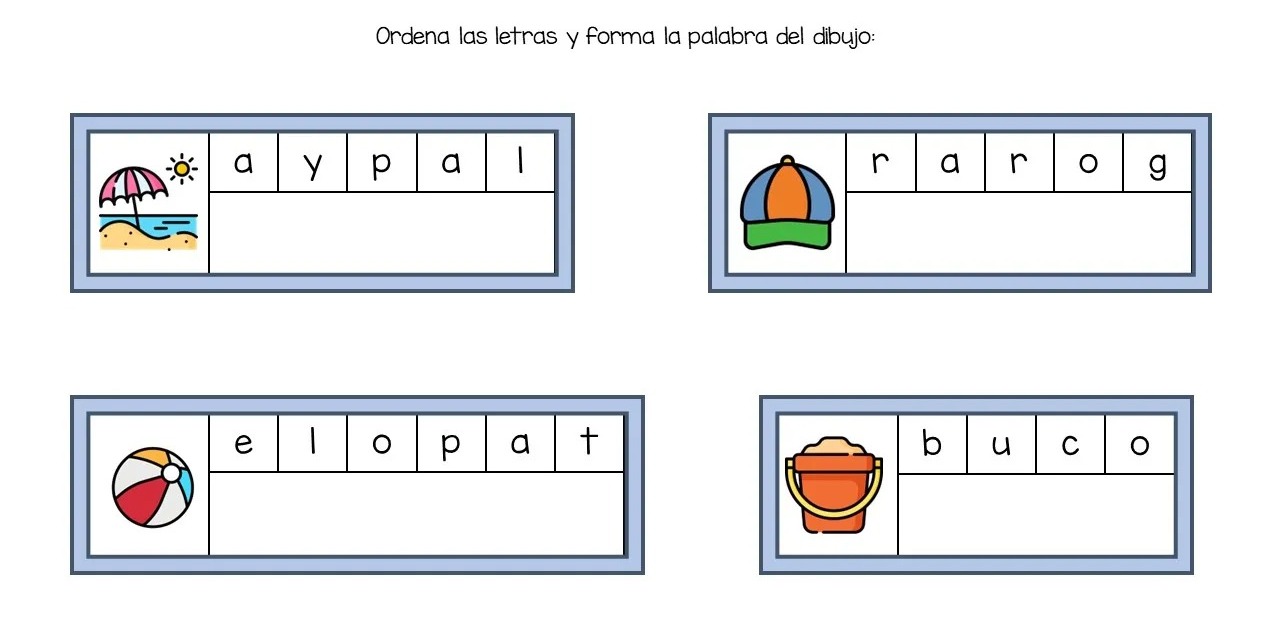 Ordena las letras y forma la palabra del dibujo:
a y p a l
r a r o g
e l o p a t
b u c o